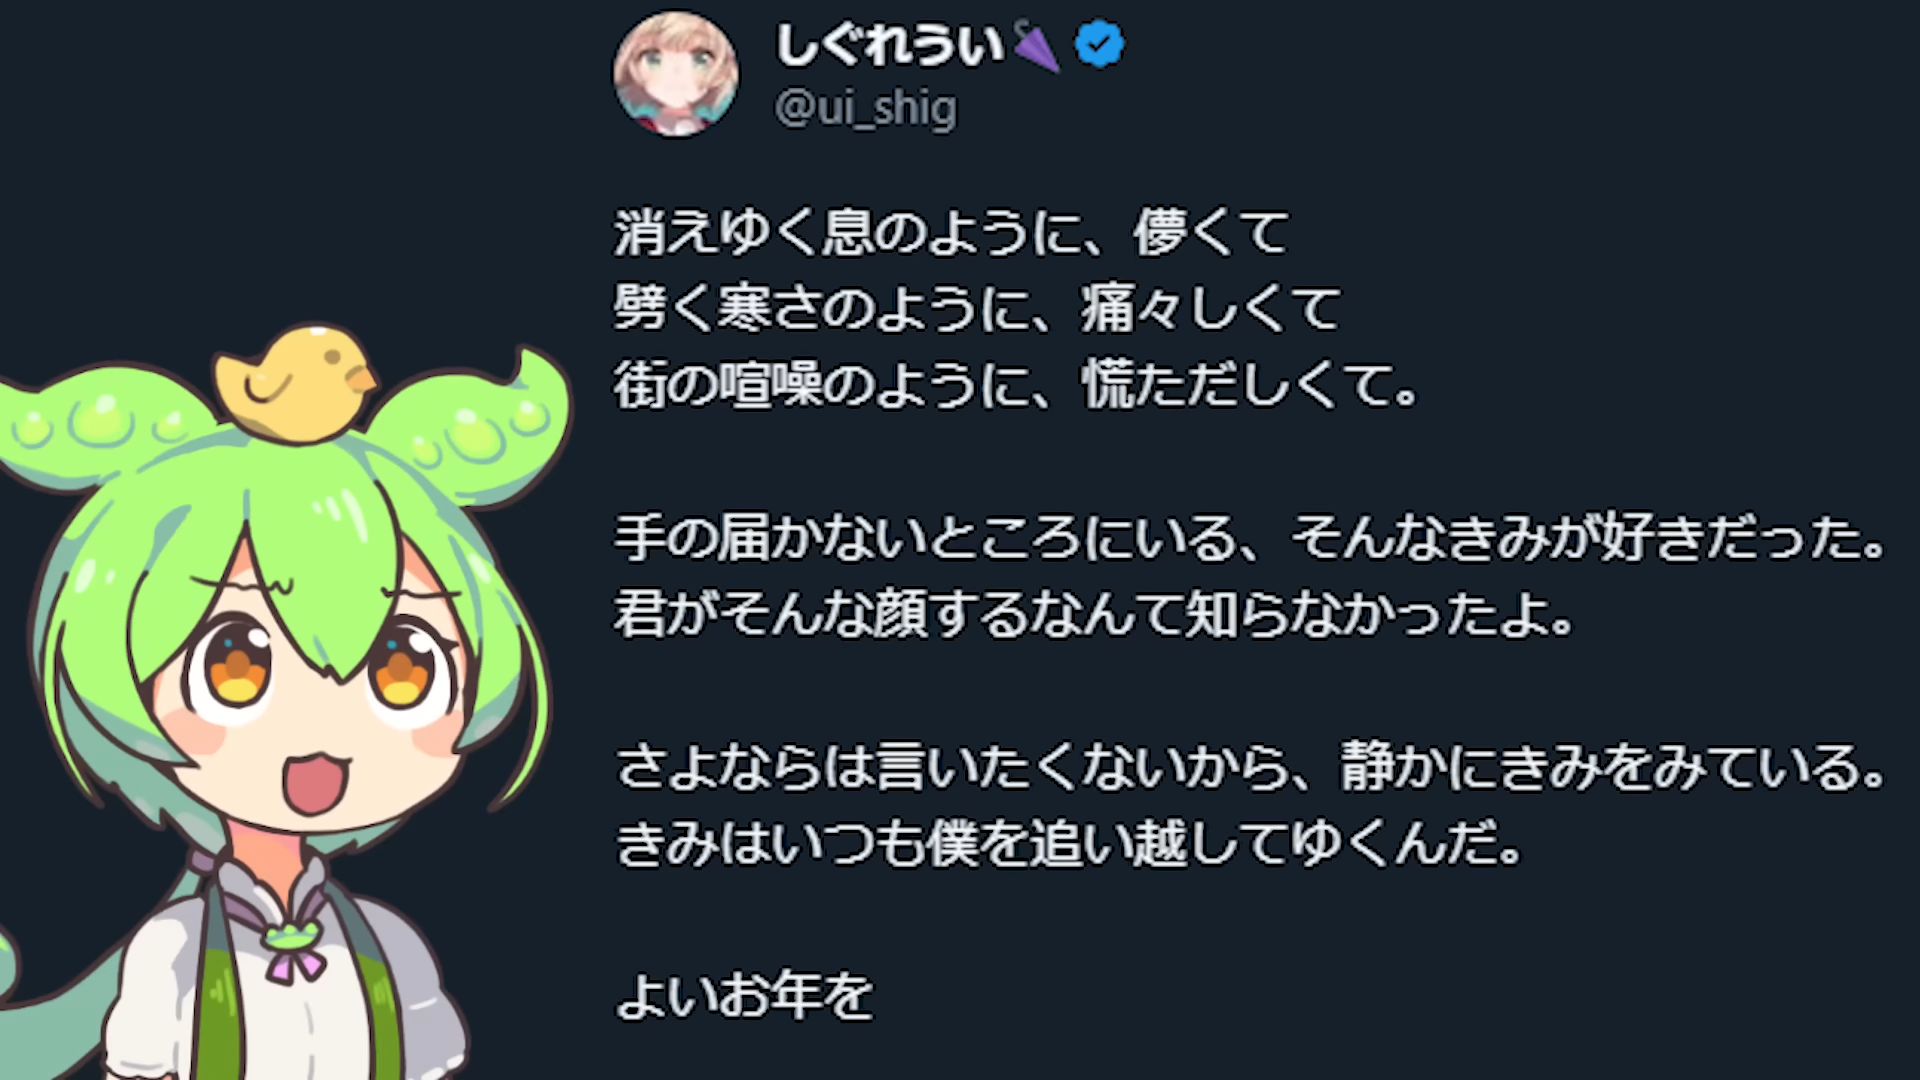 しぐれうい🌂
@ui_shig
消えゆく息のように、儚くて
劈く寒さのように、痛々しくて
街の喧噪のように、慌ただしくて。
手の届かないところにいる、そんなきみが好きだった。
君がそんな顔するなんて知らなかったよ。
さよならは言いたくないから、静かにきみをみている。
きみはいつも僕を追い越してゆくんだ。
よいお年を